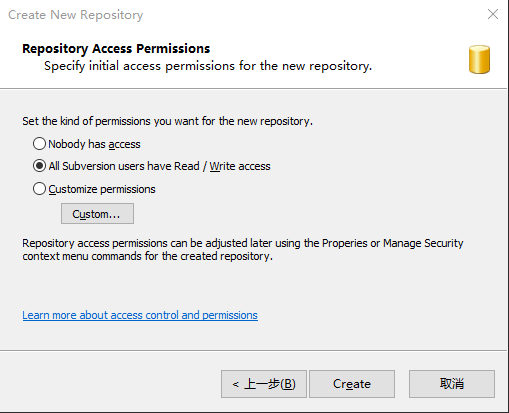 Create New Repository
Repository Access Permissions
Specify initial access permissions for the new repository.
Set the kind of permissions you want for the new repository.
Nobody has access
All Subversion users have Read / Write access
Customize permissions
Custom...
Repository access permissions can be adjusted later using the Properies or Manage Security
context menu commands for the created repository.
Learn more about access control and permissions
< 上一步(B)
Create
取消